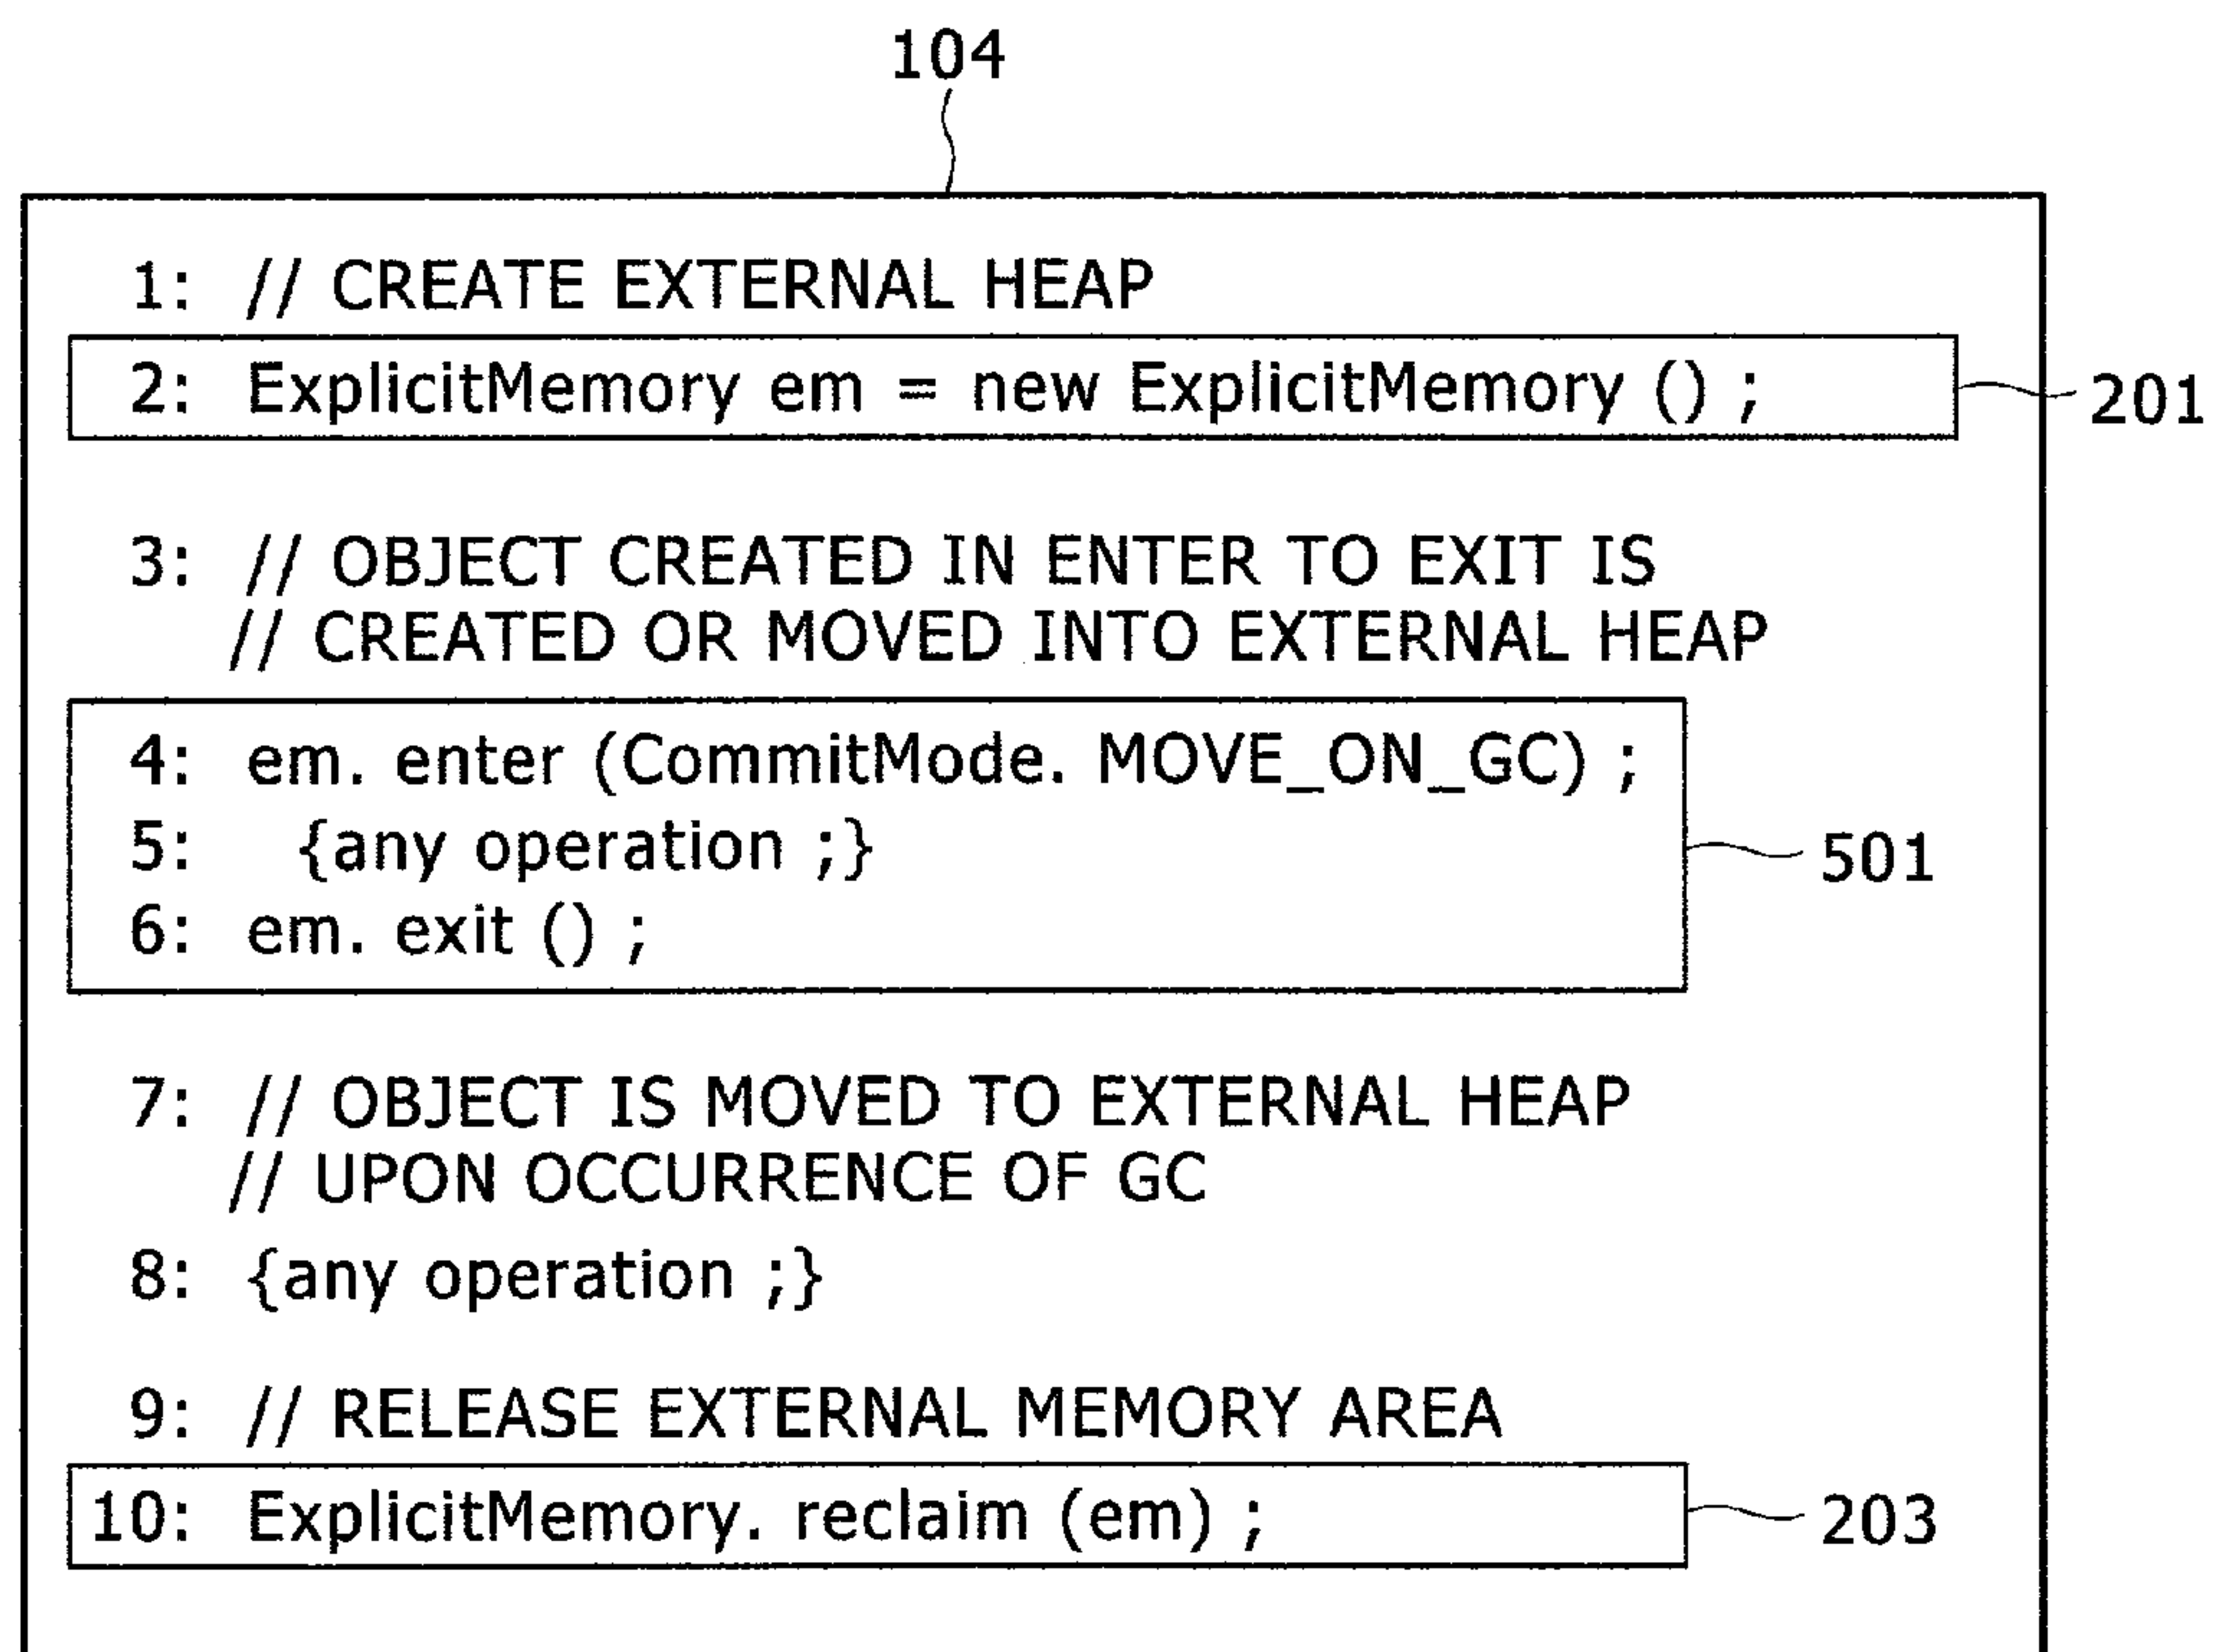 104
1: // CREATE EXTERNAL HEAP
2: ExplicitMemory em = new ExplicitMemory () ;
201
3: // OBJECT CREATED IN ENTER TO EXIT IS
// CREATED OR MOVED INTO EXTERNAL HEAP
4: em. enter (CommitMode. MOVE_ON_GC) ;
5: {any operation ;}
501
6: em. exit () ;
7: // OBJECT IS MOVED TO EXTERNAL HEAP
// UPON OCCURRENCE OF GC
8: {any operation ;}
9: // RELEASE EXTERNAL MEMORY AREA
10: ExplicitMemory. reclaim (em) ;
203